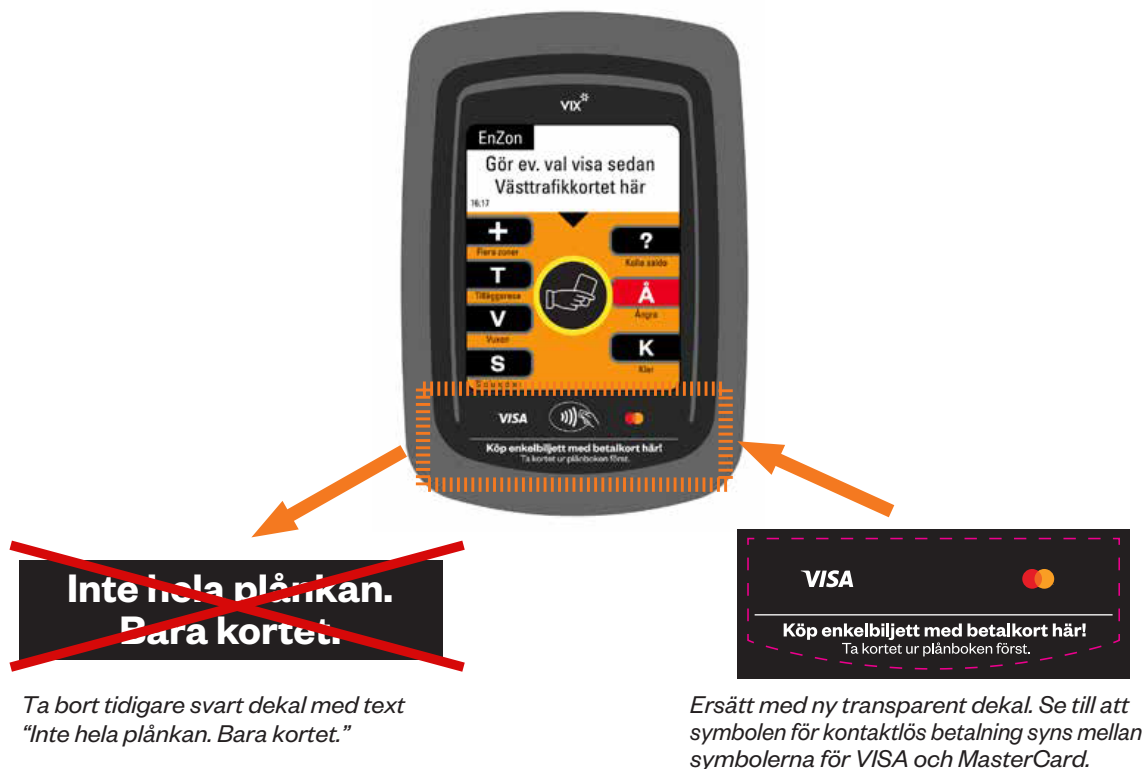 vix
EnZon
Gör ev. val visa sedan
Västtrafikkortet här
16:17
+
Flera zoner
T
Tilläggsresa
V
Vuxen
S
?
Kolla saldo
Å
Ångra
K
Klar
VISA
Köp enkelbiljett med betalkort här!
Ta kortet ur plånboken först.
Inte hela plånkan.
Bara kortet.
VISA
Köp enkelbiljett med betalkort här!
Ta kortet ur plånboken först.
Ta bort tidigare svart dekal med text
“Inte hela plånkan. Bara kortet.”
Ersätt med ny transparent dekal. Se till att
symbolen för kontaktlös betalning syns mellan
symbolerna för VISA och MasterCard.